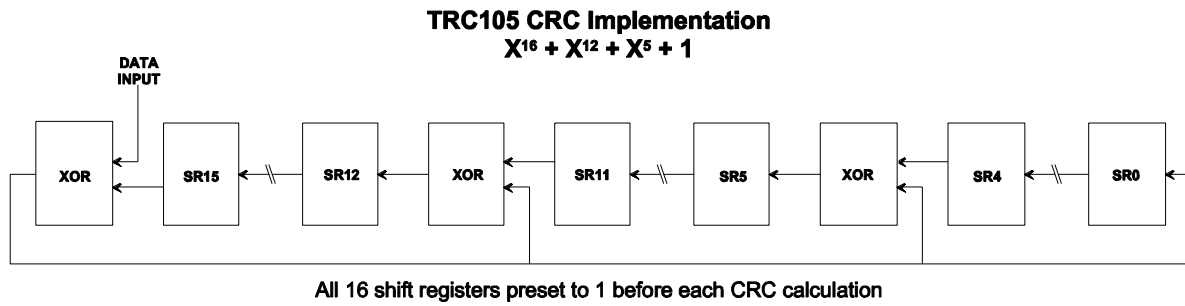 TRC105 CRC Implementation
X¹⁶ + X¹² + X⁵ + 1
DATA
INPUT
XOR
SR15
SR12
XOR
SR11
SR5
XOR
SR4
SR0
All 16 shift registers preset to 1 before each CRC calculation